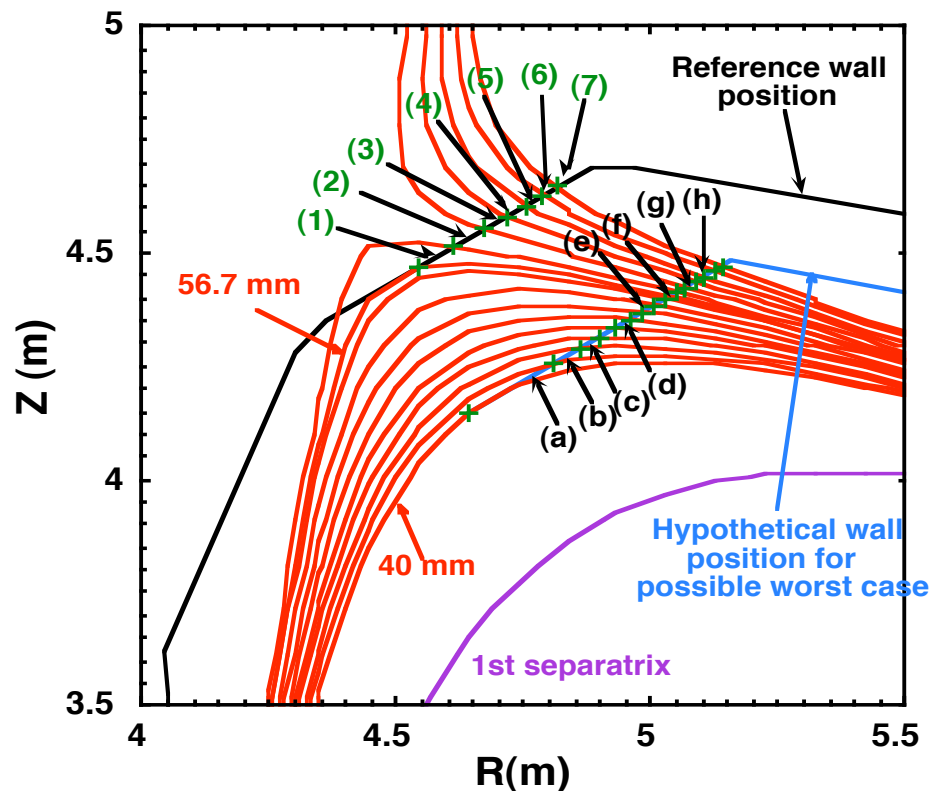 5
4.5
4
3.5
Z (m)
4
4.5
5
5.5
R(m)
(1)
(2)
(3)
(4)
(5)
(6)
(7)
Reference wall
position
56.7 mm
(e)
(f)
(g)
(h)
(a)
(b)
(c)
(d)
40 mm
Hypothetical wall
position for
possible worst case
1st separatrix